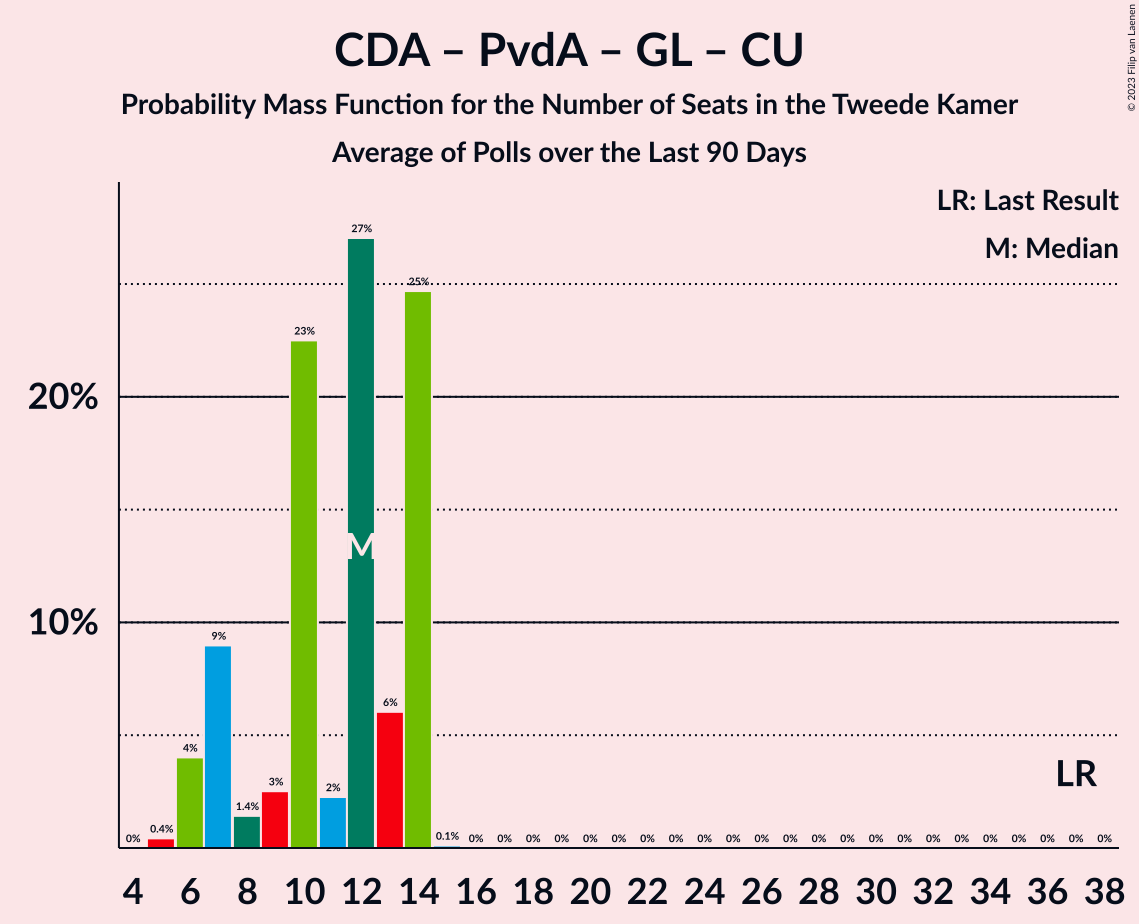 CDA – PvdA – GL – CU
Probability Mass Function for the Number of Seats in the Tweede Kamer
Average of Polls over the Last 90 Days
© 2023 Filip van Laenen
LR: Last Result
M: Median
27%
25%
23%
20%
M
10%
9%
6%
4%
LR
3%
2%
1.4%
0% 0.4% 0.1% 0% 0% 0% 0% 0% 0% 0% 0% 0% 0% 0% 0% 0% 0% 0% 0% 0% 0% 0% 0% 0% 0% 0%
4 6 8 10 12 14 16 18 20 22 24 26 28 30 32 34 36 38